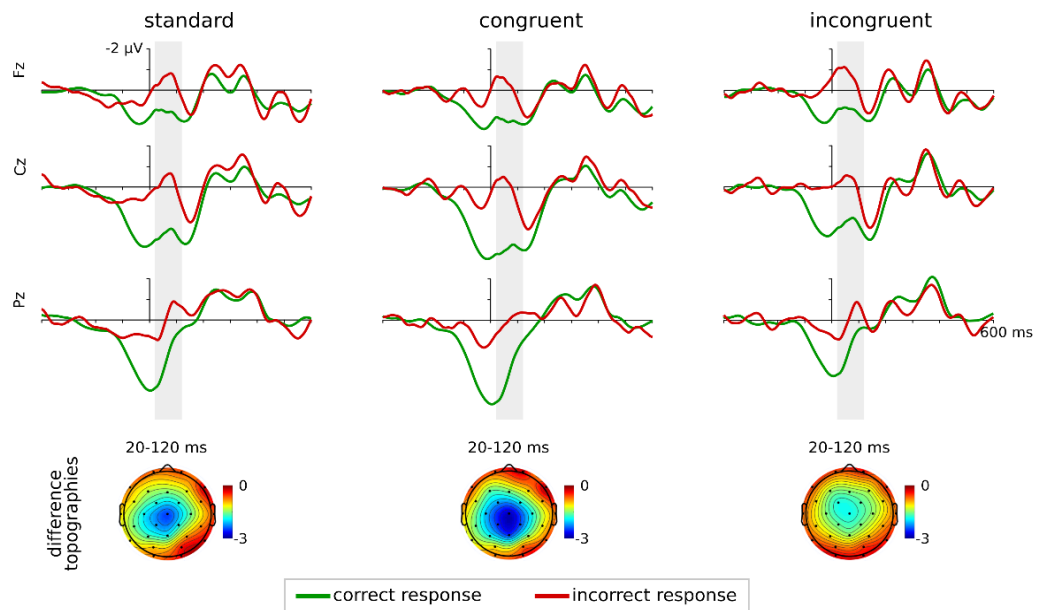 standard congruent incongruent
-2 µV
Fz
Cz
Pz
600 ms
20-120 ms 20-120 ms 20-120 ms
difference
topographies
0 0 0
-3 -3 -3
correct response incorrect response